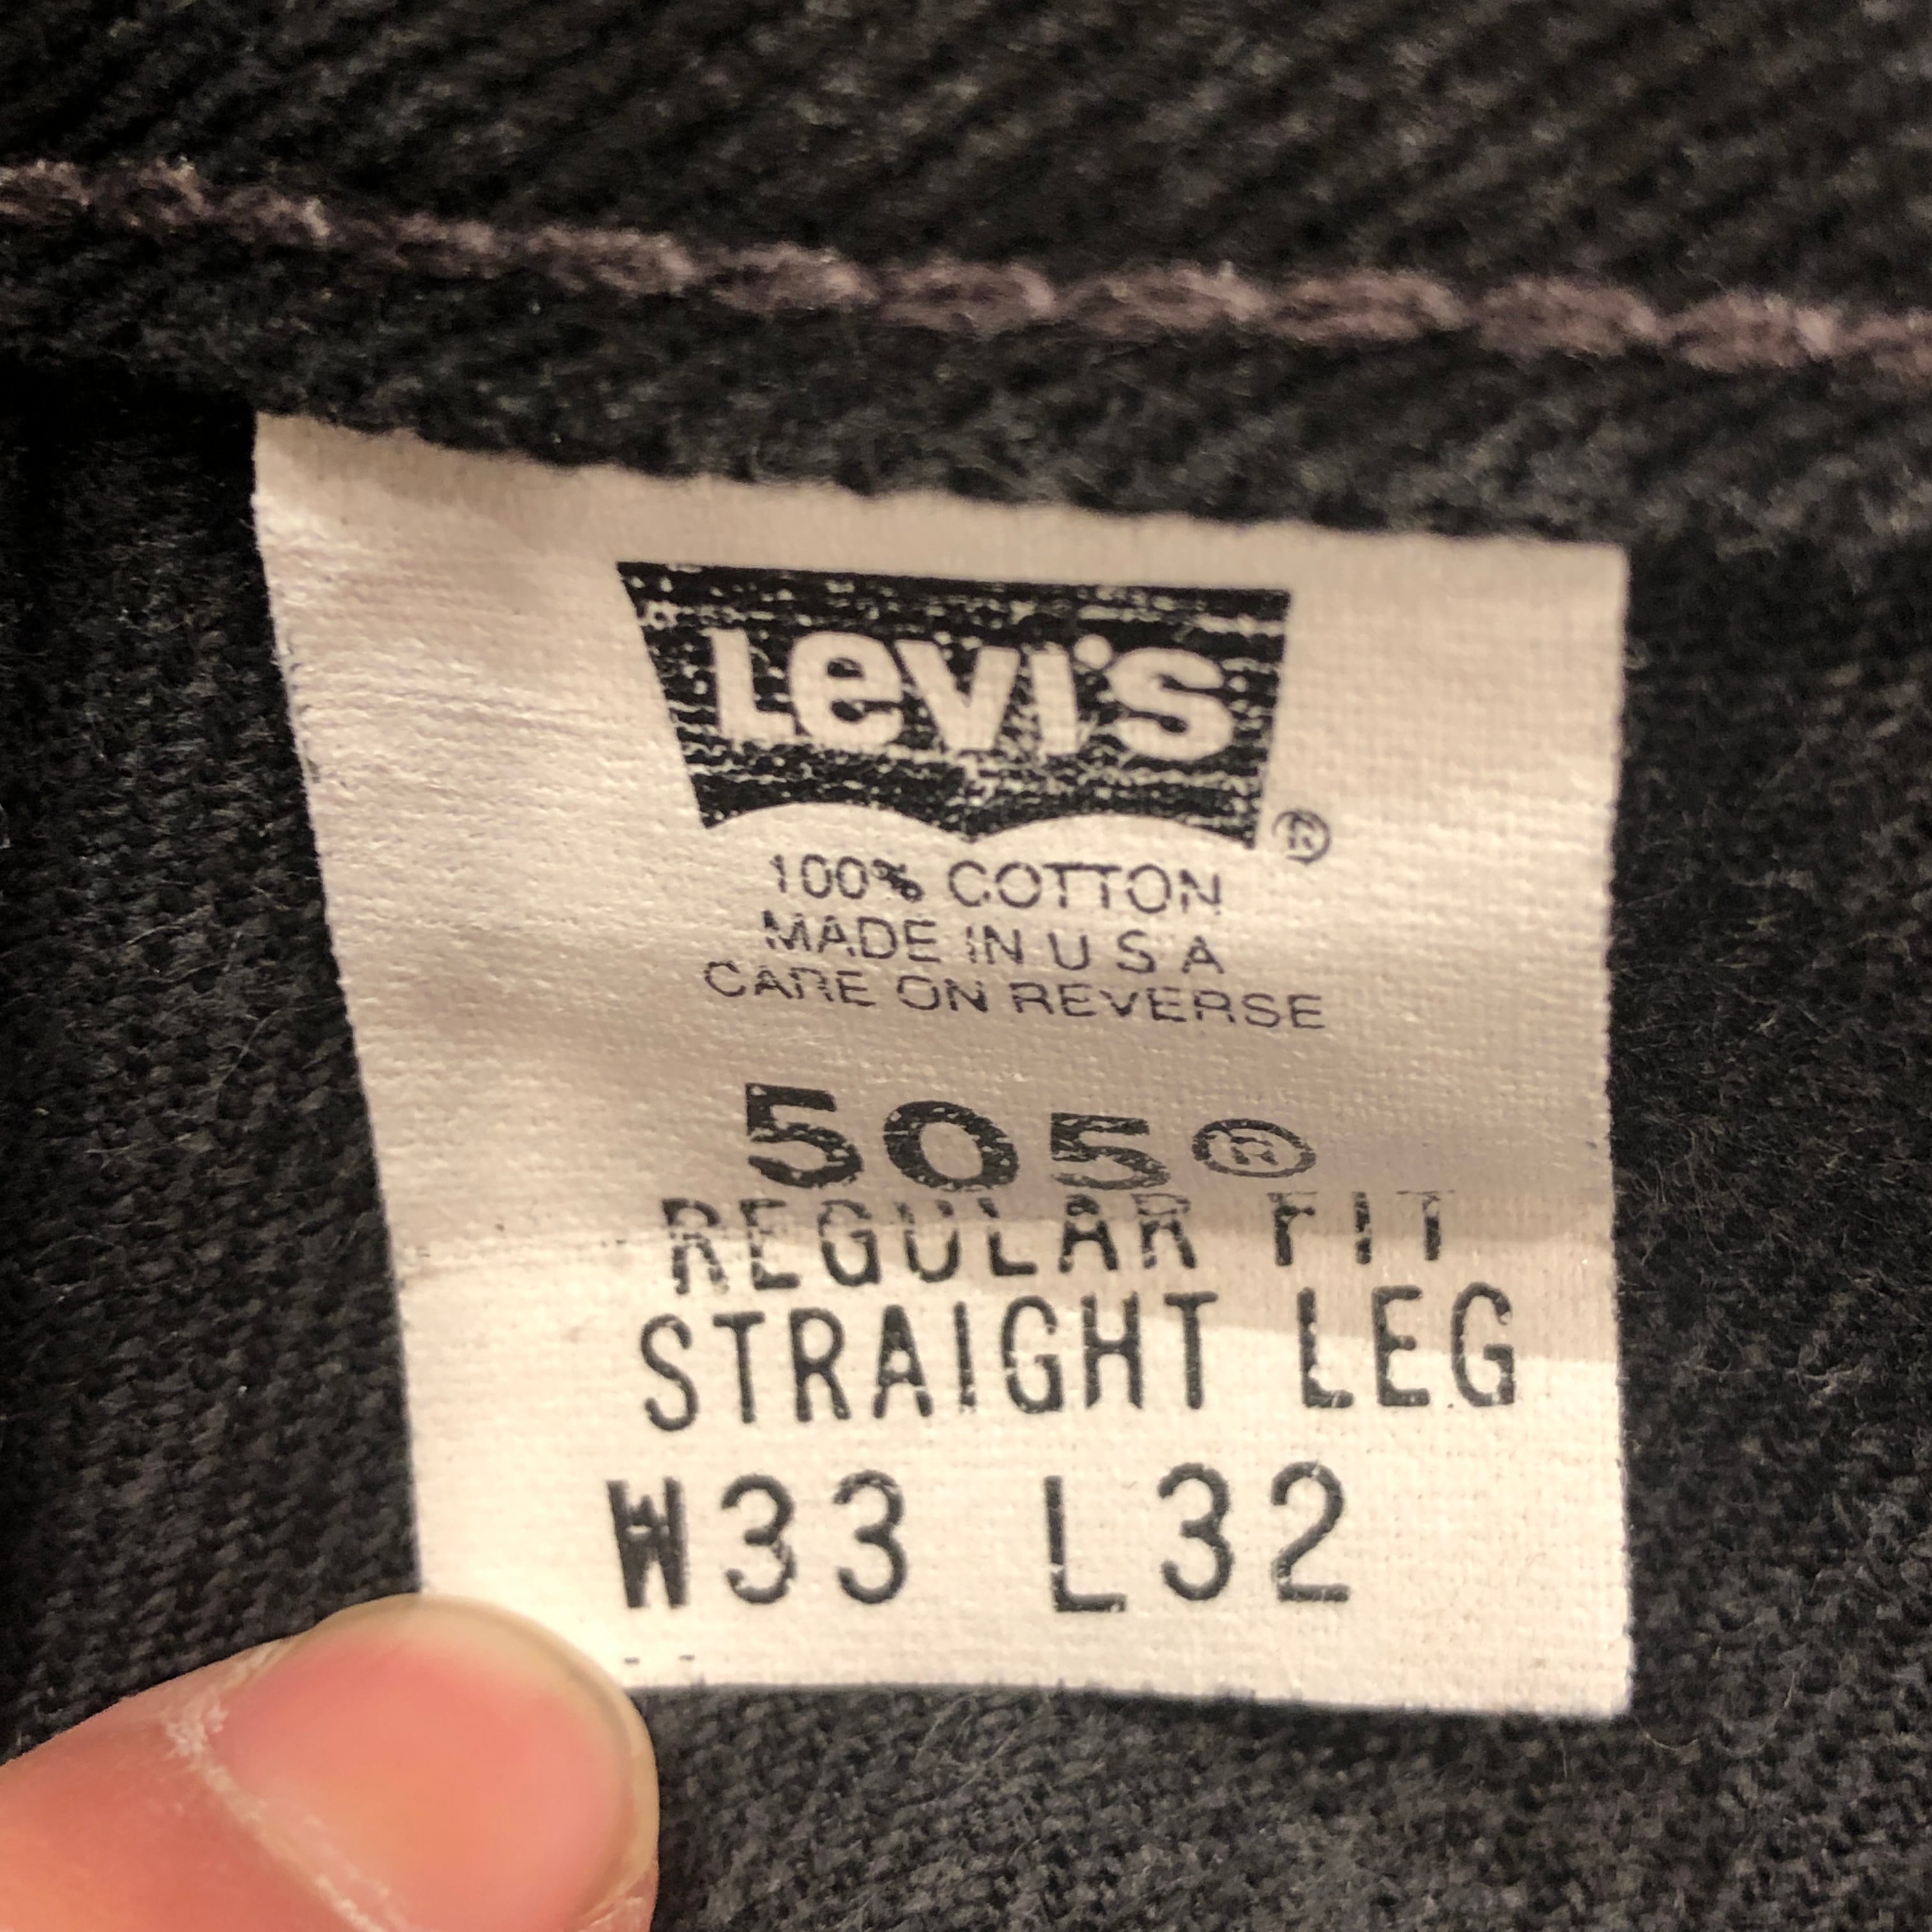 Levi's
®
100% COTTON
MADE IN U S A
CARE ON REVERSE
505®
REGULAR FIT
STRAIGHT LEG
W33 L32